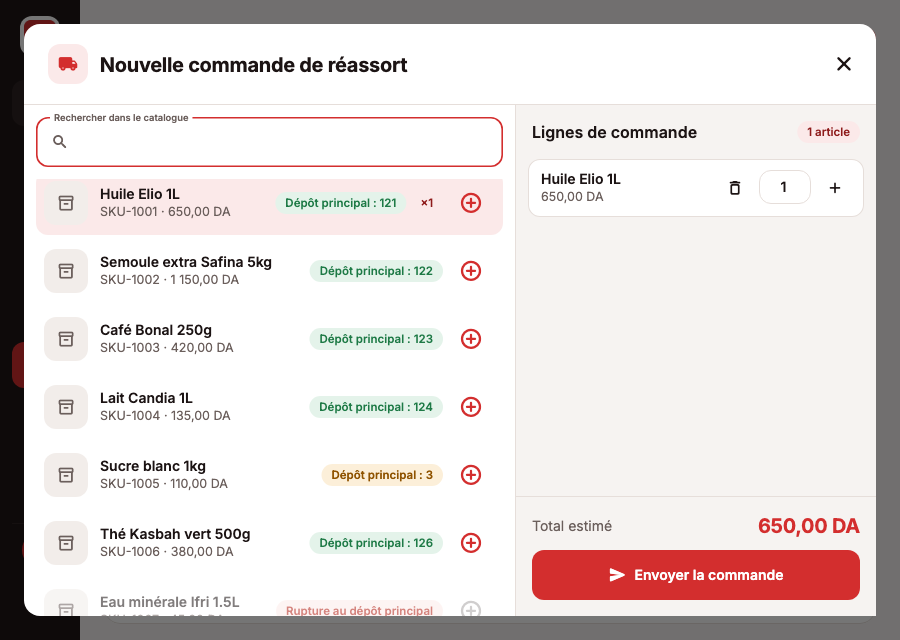 Nouvelle commande de réassort
Rechercher dans le catalogue
Huile Elio 1L
SKU-1001 · 650,00 DA
Dépôt principal : 121
×1
Semoule extra Safina 5kg
SKU-1002 · 1 150,00 DA
Dépôt principal : 122
Café Bonal 250g
SKU-1003 · 420,00 DA
Dépôt principal : 123
Lait Candia 1L
SKU-1004 · 135,00 DA
Dépôt principal : 124
Sucre blanc 1kg
SKU-1005 · 110,00 DA
Dépôt principal : 3
Thé Kasbah vert 500g
SKU-1006 · 380,00 DA
Dépôt principal : 126
Eau minérale Ifri 1.5L
Rupture au dépôt principal
Lignes de commande
1 article
Huile Elio 1L
650,00 DA
1
Total estimé
650,00 DA
Envoyer la commande